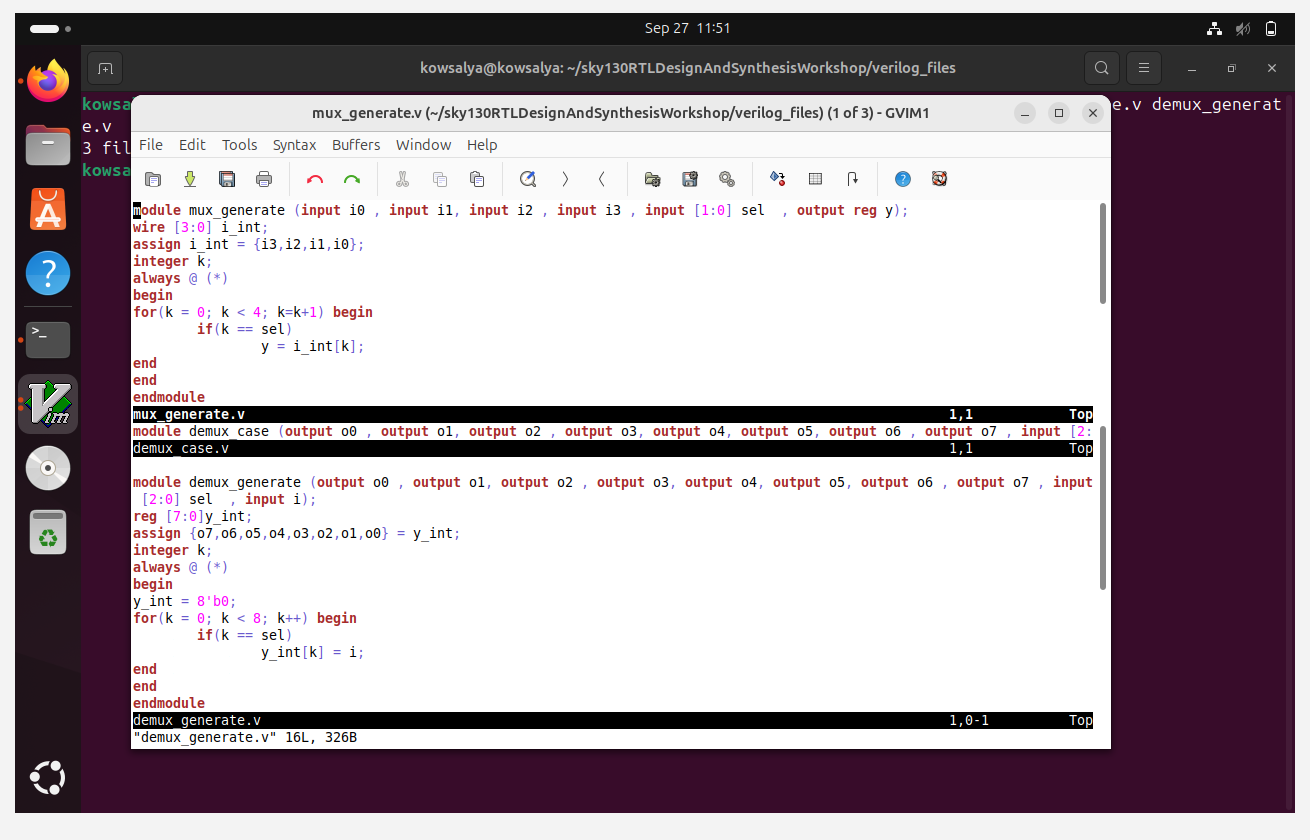 Sep 27 11:51
kowsalya@kowsalya: ~/sky130RTLDesignAndSynthesisWorkshop/verilog_files
kowsa
e.v demux_generat
e.v
3 fil
kowsa
mux_generate.v (~/sky130RTLDesignAndSynthesisWorkshop/verilog_files) (1 of 3) - GVIM1
File Edit Tools Syntax Buffers Window Help
module mux_generate (input i0 , input i1, input i2 , input i3 , input [1:0] sel  , output reg y);
wire [3:0] i_int;
assign i_int = {i3,i2,i1,i0};
integer k;
always @ (*)
begin
for(k = 0; k < 4; k=k+1) begin
        if(k == sel)
                y = i_int[k];
end
end
endmodule
mux_generate.v 1,1 Top
module demux_case (output o0 , output o1, output o2 , output o3, output o4, output o5, output o6 , output o7 , input [2:
demux_case.v 1,1 Top
module demux_generate (output o0 , output o1, output o2 , output o3, output o4, output o5, output o6 , output o7 , input
 [2:0] sel  , input i);
reg [7:0]y_int;
assign {o7,o6,o5,o4,o3,o2,o1,o0} = y_int;
integer k;
always @ (*)
begin
y_int = 8'b0;
for(k = 0; k < 8; k++) begin
        if(k == sel)
                y_int[k] = i;
end
end
endmodule
demux_generate.v 1,0-1 Top
"demux_generate.v" 16L, 326B